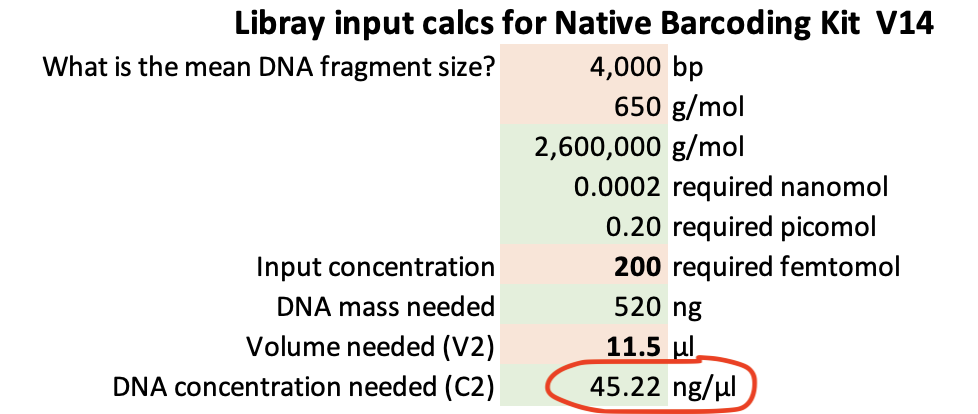 Libray input calcs for Native Barcoding Kit V14
What is the mean DNA fragment size? 4,000 bp
650 g/mol
2,600,000 g/mol
0.0002 required nanomol
0.20 required picomol
Input concentration 200 required femtomol
DNA mass needed 520 ng
Volume needed (V2) 11.5 µl
DNA concentration needed (C2) 45.22 ng/µl